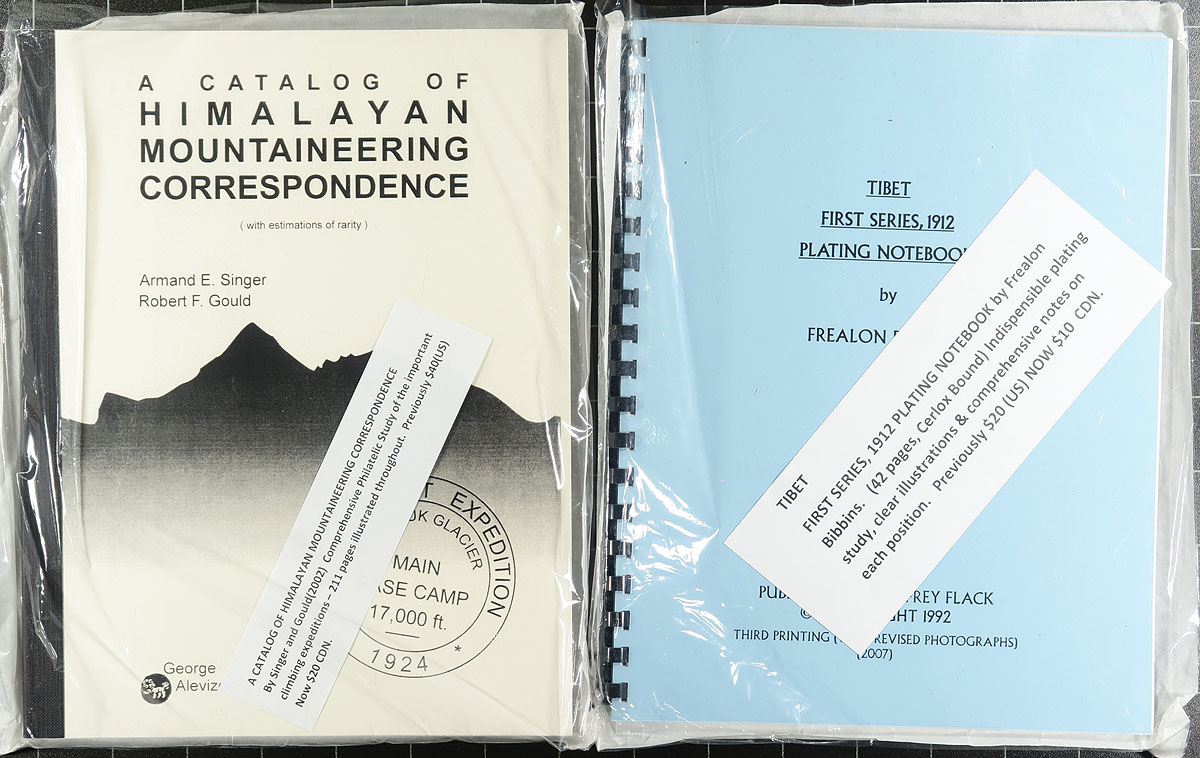 A CATALOG OF
HIMALAYAN
MOUNTAINEERING
CORRESPONDENCE
( with estimations of rarity )
Armand E. Singer
Robert F. Gould
A CATALOG OF HIMALAYAN MOUNTAINEERING CORRESPONDENCE
By Singer and Gould(2002) Comprehensive Philatelic Study of the important
climbing expeditions – 211 pages illustrated throughout. Previously $40(US)
Now $20 CDN.
EXPEDITION
GLACIER
MAIN
CAMP
17,000 ft.
1924 *
George
TIBET
FIRST SERIES, 1912
PLATING
by
FREALON
TIBET
FIRST SERIES, 1912 PLATING NOTEBOOK by Frealon
Bibbins. (42 pages, Cerlox Bound) Indispensible plating
study, clear illustrations & comprehensive notes on
each position. Previously $20 (US) NOW $10 CDN.
FLACK
© 1992
THIRD PRINTING ( REVISED PHOTOGRAPHS)
(2007)